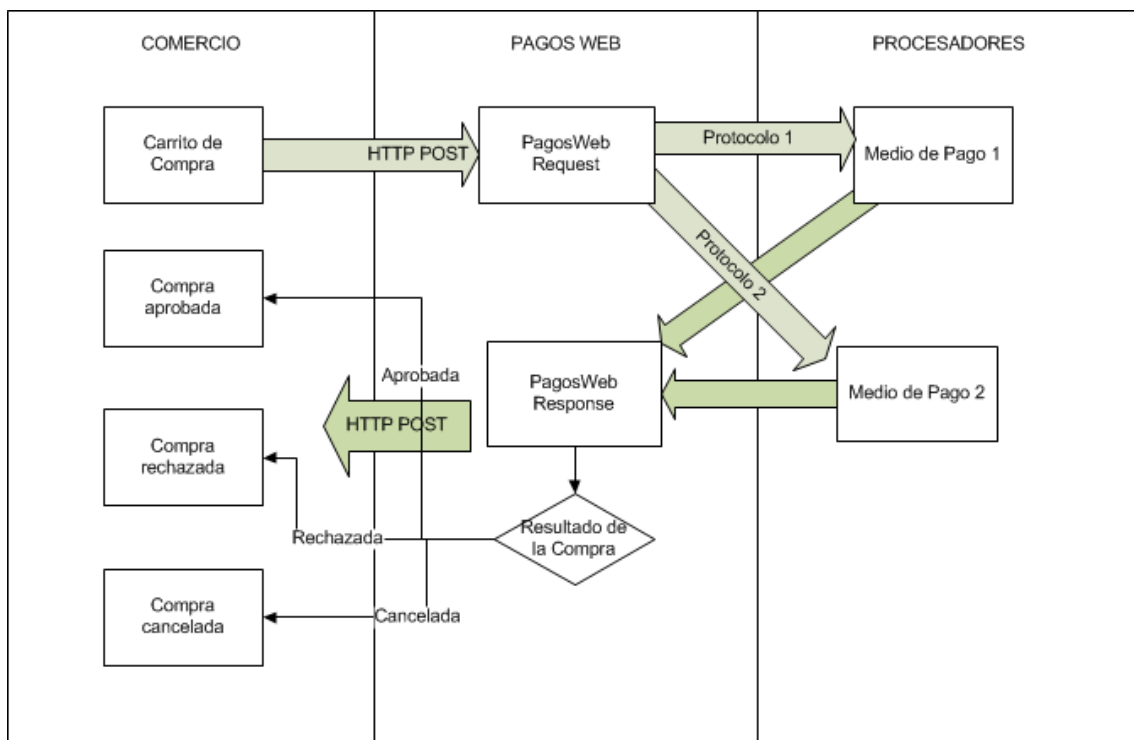 COMERCIO
PAGOS WEB
PROCESADORES
Carrito de
Compra
HTTP POST
PagosWeb
Request
Protocolo 1
Medio de Pago 1
Protocolo 2
Compra
aprobada
Aprobada
HTTP POST
PagosWeb
Response
Medio de Pago 2
Compra
rechazada
Rechazada
Resultado de
la Compra
Compra
cancelada
Cancelada